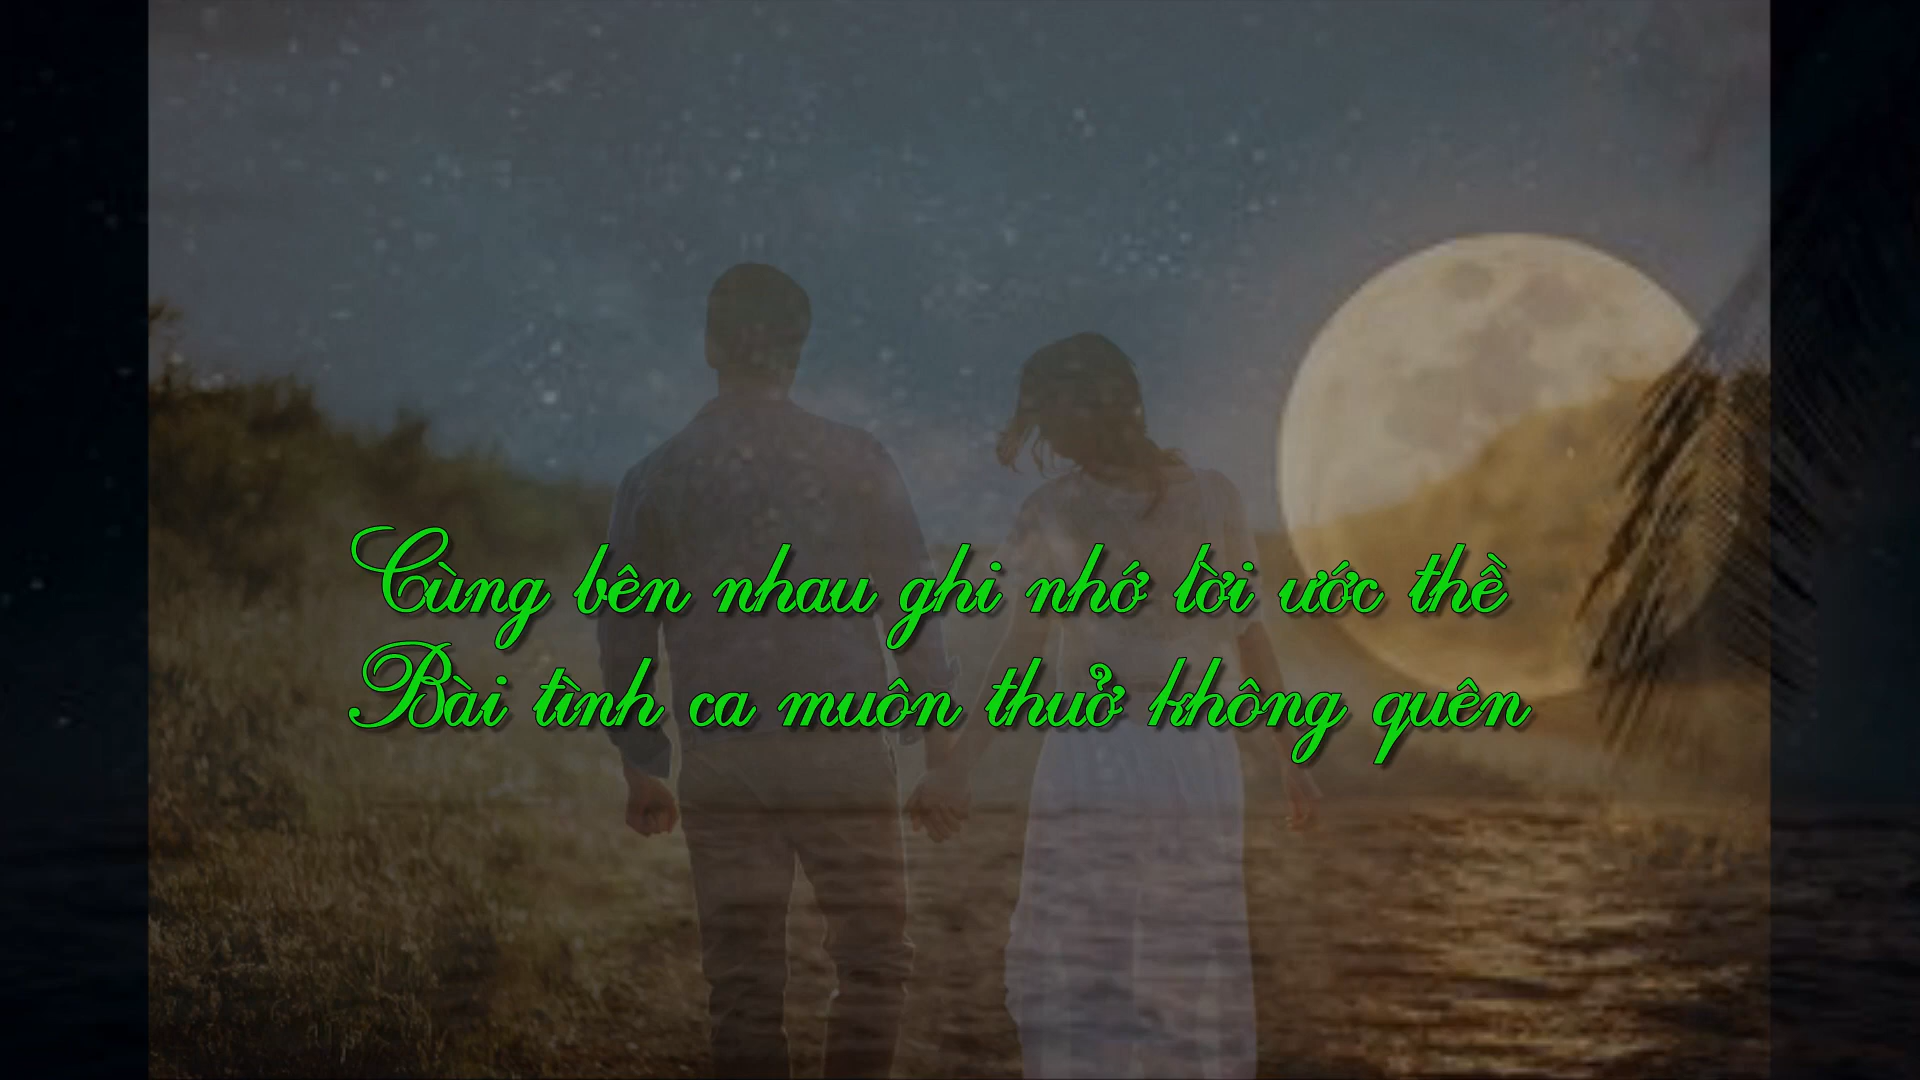 Cùng bên nhau ghi nhớ lời ước thề
Bài tình ca muôn thuở không quên